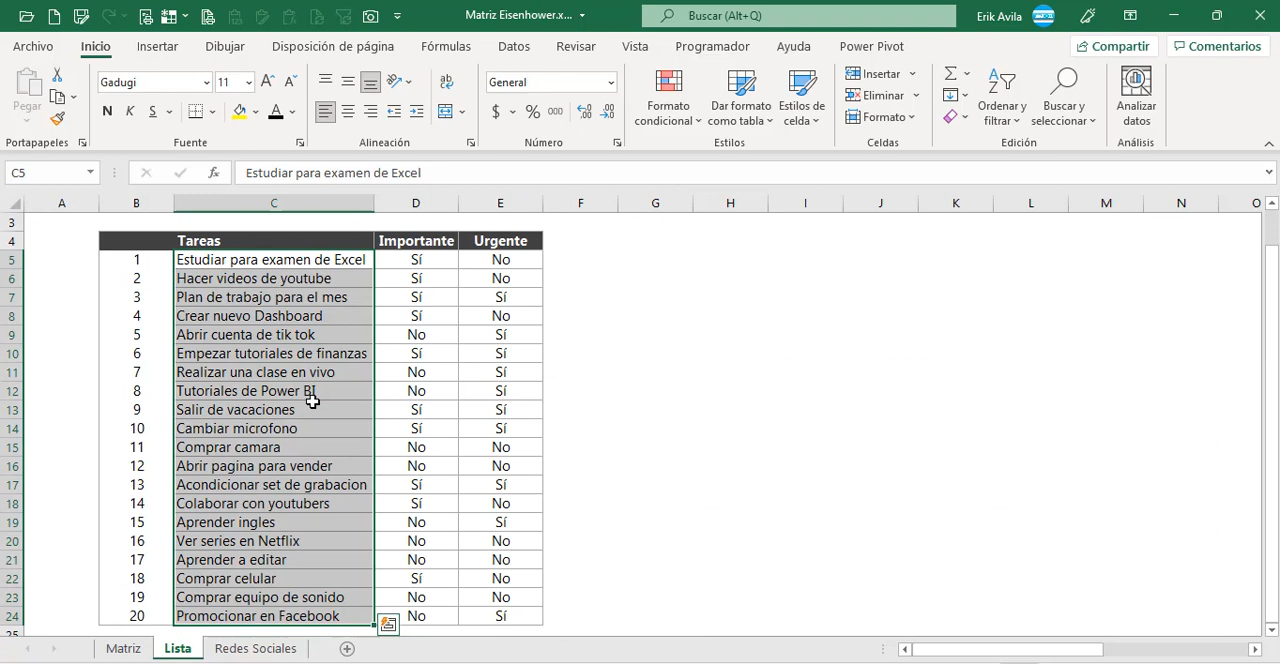 Matriz Eisenhower.x...
Buscar (Alt+Q)
Erik Avila
Archivo Inicio Insertar Dibujar Disposición de página Fórmulas Datos Revisar Vista Programador Ayuda Power Pivot Compartir Comentarios
Pegar
Portapapeles
Gadugi 11
N K S
Fuente
Alineación
General
$ % 000
Número
Formato condicional
Dar formato como tabla
Estilos de celda
Estilos
Insertar
Eliminar
Formato
Celdas
Ordenar y filtrar
Buscar y seleccionar
Edición
Analizar datos
Análisis
C5 fx Estudiar para examen de Excel
A B C D E F G H I J K L M N O
3
4 Tareas Importante Urgente
5 1 Estudiar para examen de Excel Sí No
6 2 Hacer videos de youtube Sí No
7 3 Plan de trabajo para el mes Sí Sí
8 4 Crear nuevo Dashboard Sí No
9 5 Abrir cuenta de tik tok No Sí
10 6 Empezar tutoriales de finanzas Sí Sí
11 7 Realizar una clase en vivo No Sí
12 8 Tutoriales de Power BI No Sí
13 9 Salir de vacaciones Sí Sí
14 10 Cambiar microfono Sí Sí
15 11 Comprar camara No No
16 12 Abrir pagina para vender No No
17 13 Acondicionar set de grabacion Sí Sí
18 14 Colaborar con youtubers Sí No
19 15 Aprender ingles No Sí
20 16 Ver series en Netflix No No
21 17 Aprender a editar No No
22 18 Comprar celular Sí No
23 19 Comprar equipo de sonido No No
24 20 Promocionar en Facebook No Sí
25
Matriz Lista Redes Sociales